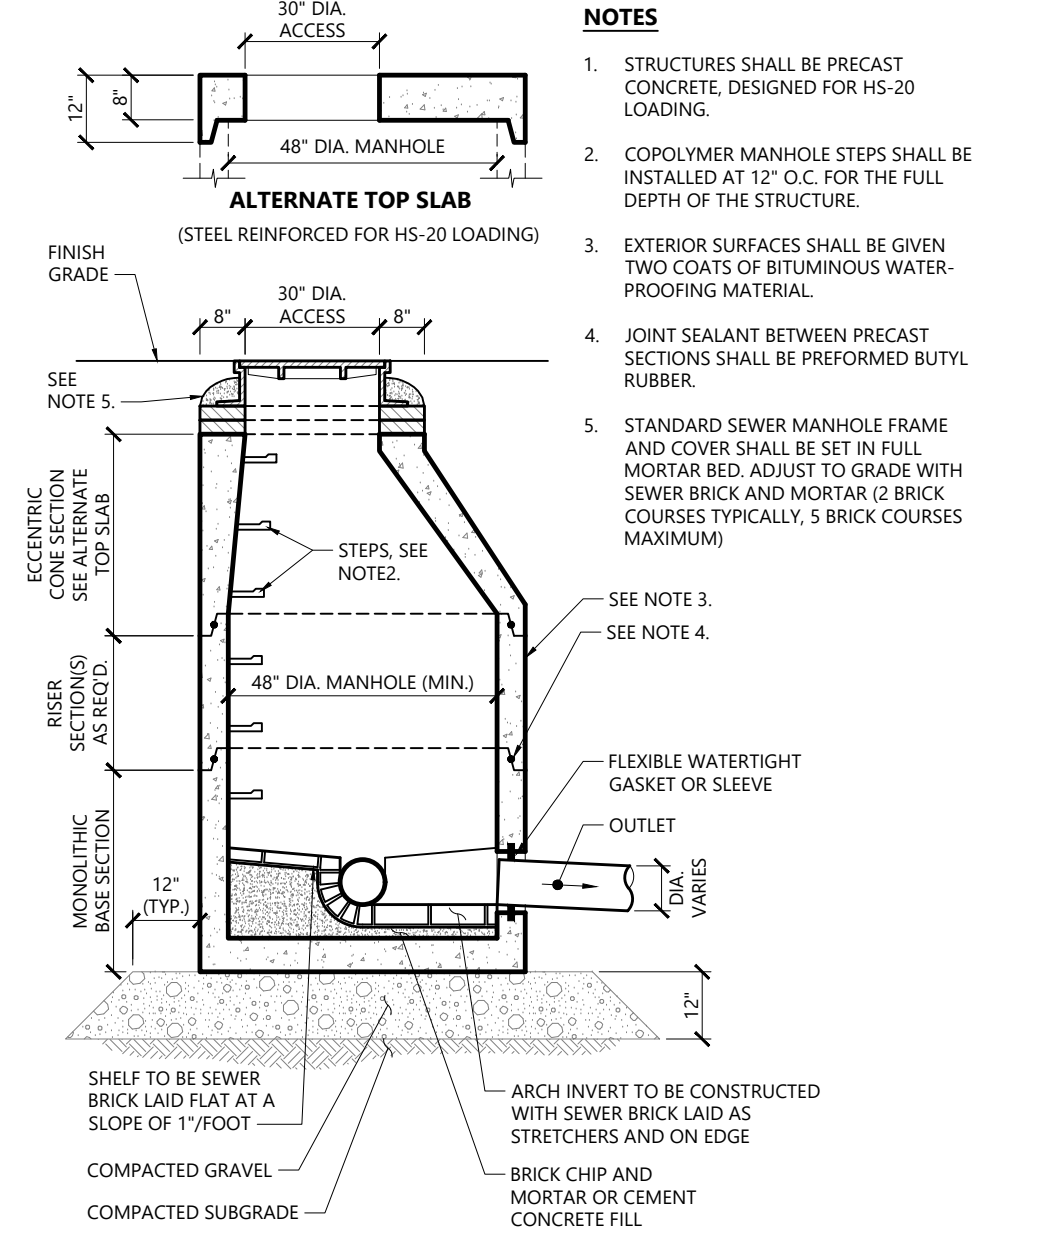 30" DIA.
ACCESS
12"
8"
48" DIA. MANHOLE
ALTERNATE TOP SLAB
(STEEL REINFORCED FOR HS-20 LOADING)
FINISH
GRADE
30" DIA.
ACCESS
8"
8"
SEE
NOTE 5.
ECCENTRIC
CONE SECTION
SEE ALTERNATE
TOP SLAB
STEPS, SEE
NOTE2.
SEE NOTE 3.
SEE NOTE 4.
RISER
SECTION(S)
AS REQ'D.
48" DIA. MANHOLE (MIN.)
FLEXIBLE WATERTIGHT
GASKET OR SLEEVE
OUTLET
MONOLITHIC
BASE SECTION
12"
(TYP.)
DIA.
VARIES
12"
SHELF TO BE SEWER
BRICK LAID FLAT AT A
SLOPE OF 1"/FOOT
COMPACTED GRAVEL
COMPACTED SUBGRADE
ARCH INVERT TO BE CONSTRUCTED
WITH SEWER BRICK LAID AS
STRETCHERS AND ON EDGE
BRICK CHIP AND
MORTAR OR CEMENT
CONCRETE FILL
NOTES
1. STRUCTURES SHALL BE PRECAST
CONCRETE, DESIGNED FOR HS-20
LOADING.
2. COPOLYMER MANHOLE STEPS SHALL BE
INSTALLED AT 12" O.C. FOR THE FULL
DEPTH OF THE STRUCTURE.
3. EXTERIOR SURFACES SHALL BE GIVEN
TWO COATS OF BITUMINOUS WATER-
PROOFING MATERIAL.
4. JOINT SEALANT BETWEEN PRECAST
SECTIONS SHALL BE PREFORMED BUTYL
RUBBER.
5. STANDARD SEWER MANHOLE FRAME
AND COVER SHALL BE SET IN FULL
MORTAR BED. ADJUST TO GRADE WITH
SEWER BRICK AND MORTAR (2 BRICK
COURSES TYPICALLY, 5 BRICK COURSES
MAXIMUM)